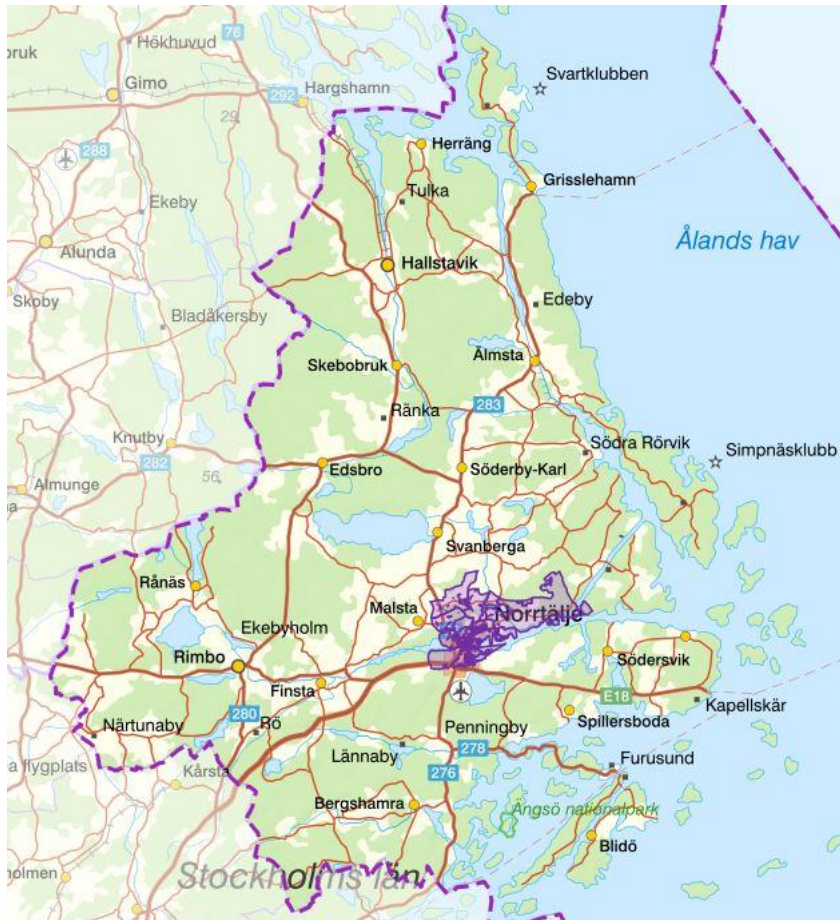 Hökhuvud
76
bruk
Svartklubben
Gimo
Hargshamn
292
29
Herräng
288
Grisslehamn
Tulka
Ekeby
Ålands hav
Alunda
Hallstavik
Skoby
Edeby
Bladåkersby
Skebobruk
Älmsta
283
Ränka
Knutby
Södra Rörvik
Simpnäsklubb
282
Edsbro
Söderby-Karl
56
Almunge
Svanberga
Rånäs
Malsta
Norrtälje
Ekebyholm
Rimbo
Södersvik
Finsta
E18
Kapellskär
280
Spillersboda
Närtunaby
Rö
Penningby
Lännaby
278
Furusund
a flygplats
276
Kårsta
Bergshamra
Ängsö nationalpark
Blidö
holmen
Stockholms län